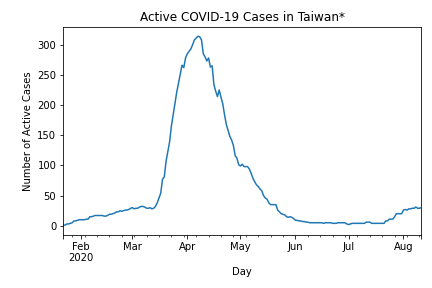 Active COVID-19 Cases in Taiwan*
Number of Active Cases
300
250
200
150
100
50
0
Feb Mar Apr May Jun Jul Aug
2020
Day